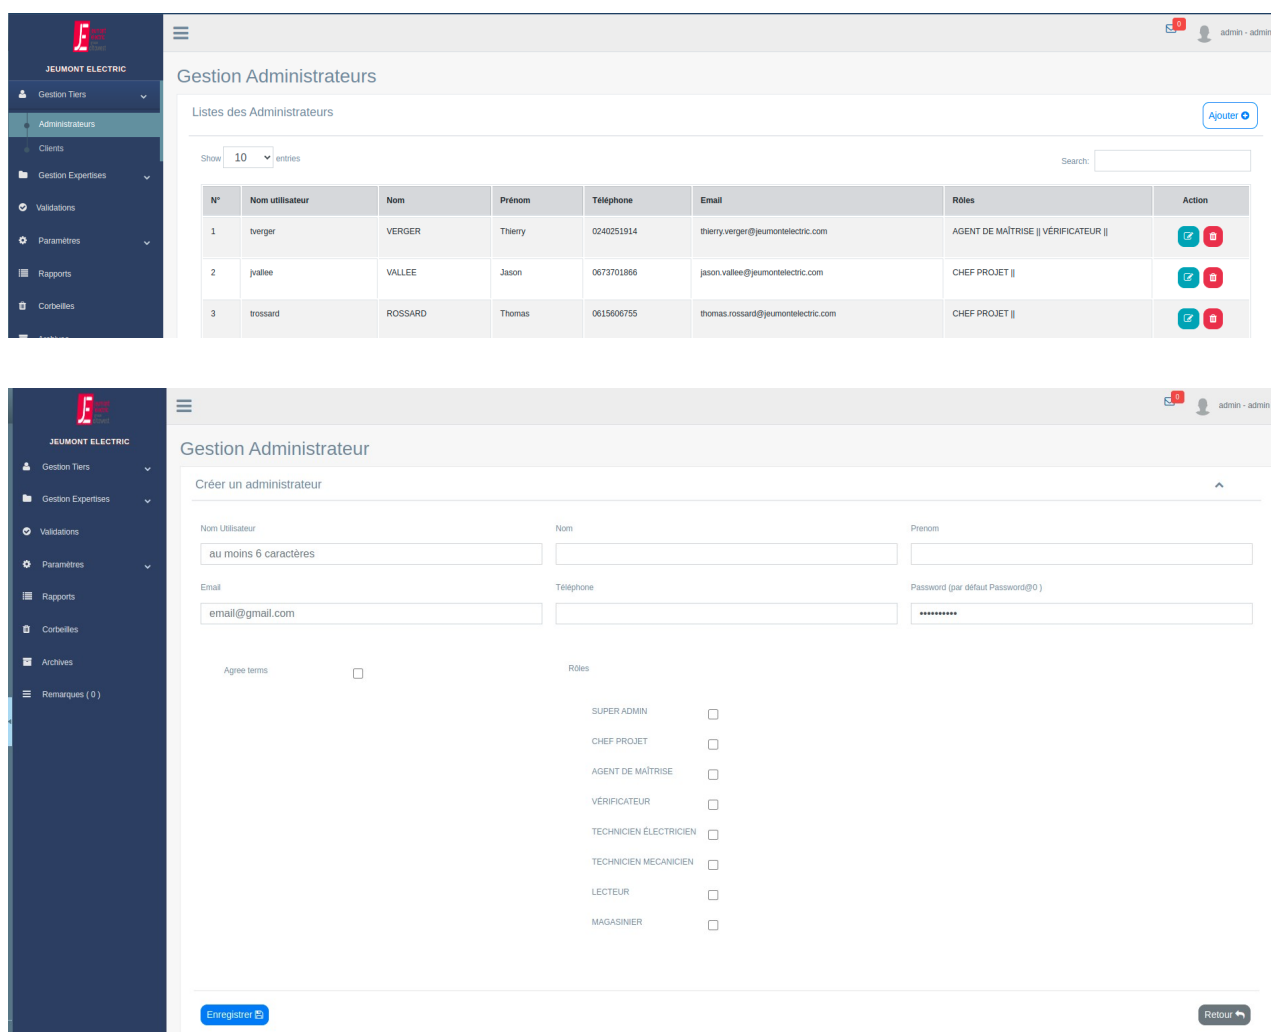 0
admin - admin
JEUMONT ELECTRIC
Gestion Tiers
Administrateurs
Clients
Gestion Expertises
Validations
Paramètres
Rapports
Corbeilles
Gestion Administrateurs
Listes des Administrateurs
Ajouter
Show 10 entries
Search:
N° Nom utilisateur Nom Prénom Téléphone Email Rôles Action
1 tverger VERGER Thierry 0240251914 thierry.verger@jeumontelectric.com AGENT DE MAÎTRISE || VÉRIFICATEUR ||
2 jvallee VALLEE Jason 0673701866 jason.vallee@jeumontelectric.com CHEF PROJET ||
3 trossard ROSSARD Thomas 0615606755 thomas.rossard@jeumontelectric.com CHEF PROJET ||
0
admin - admin
JEUMONT ELECTRIC
Gestion Tiers
Gestion Expertises
Validations
Paramètres
Rapports
Corbeilles
Archives
Remarques ( 0 )
Gestion Administrateur
Créer un administrateur
Nom Utilisateur Nom Prenom
au moins 6 caractères
Email Téléphone Password (par défaut Password@0 )
email@gmail.com ••••••••••
Agree terms Rôles
SUPER ADMIN
CHEF PROJET
AGENT DE MAÎTRISE
VÉRIFICATEUR
TECHNICIEN ÉLECTRICIEN
TECHNICIEN MECANICIEN
LECTEUR
MAGASINIER
Enregistrer Retour